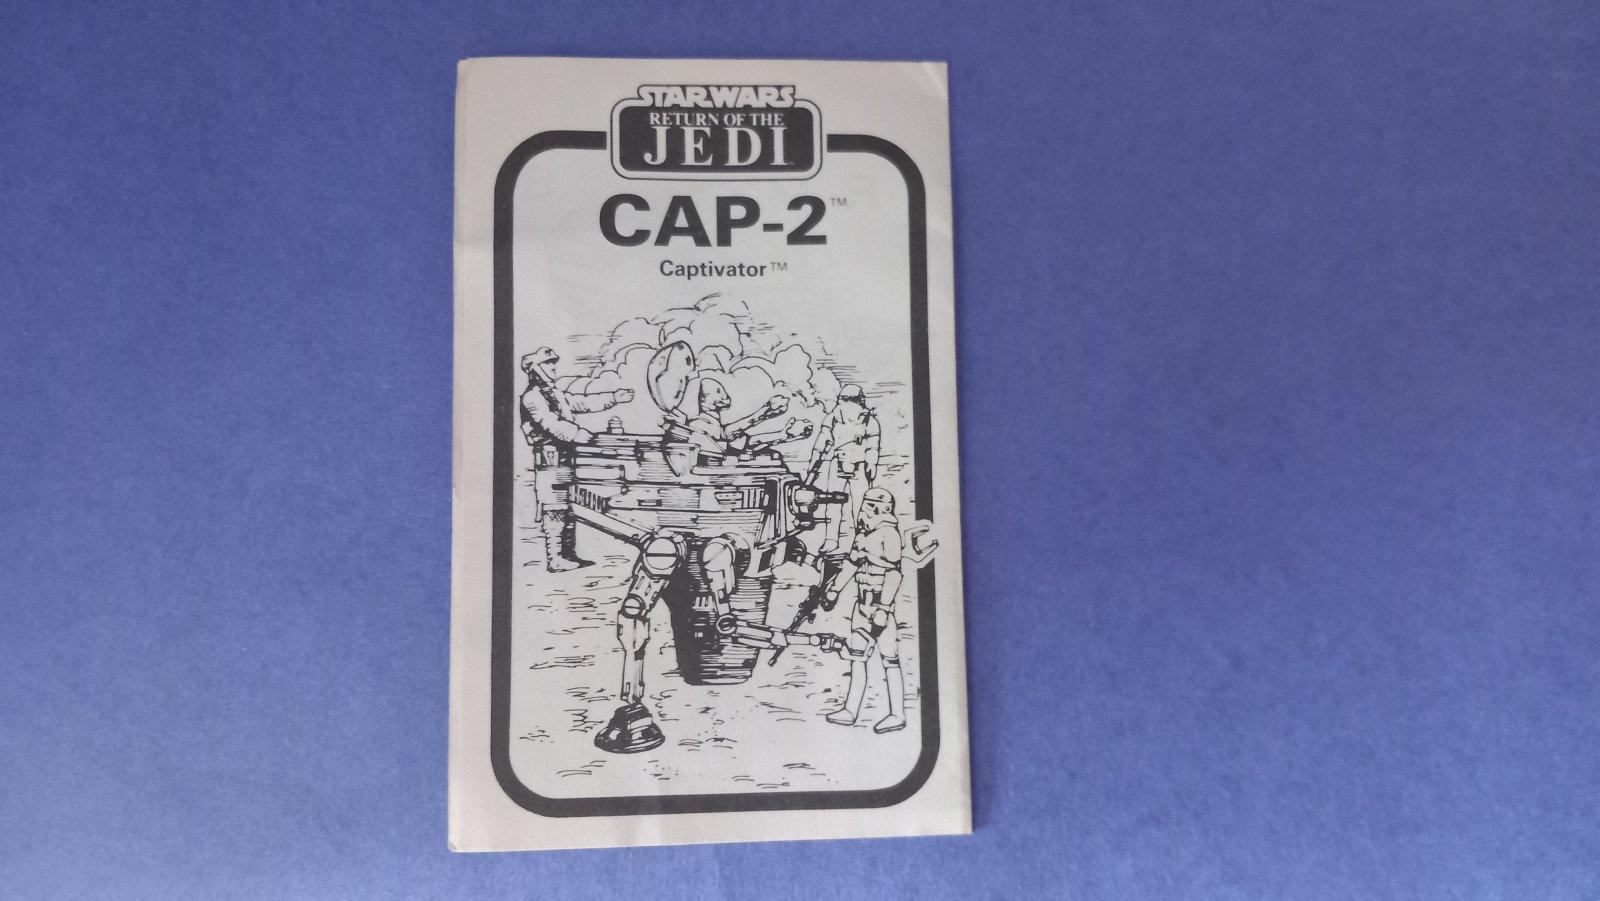 STAR WARS
RETURN OF THE
JEDI
CAP-2™
Captivator™